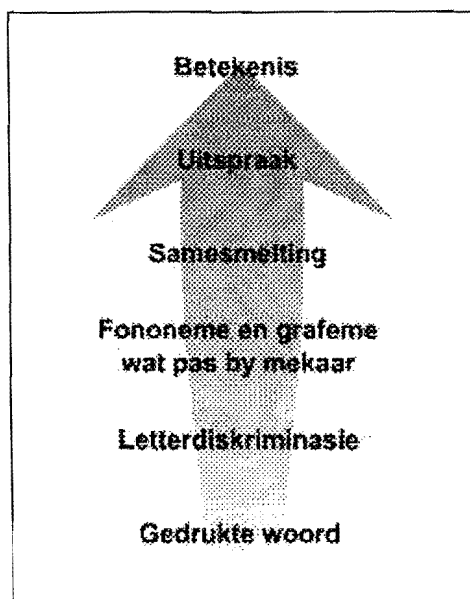 Betekenis
Uitspraak
Samesmelting
Fononeme en grafeme
wat pas by mekaar
Letterdiskriminasie
Gedrukte woord